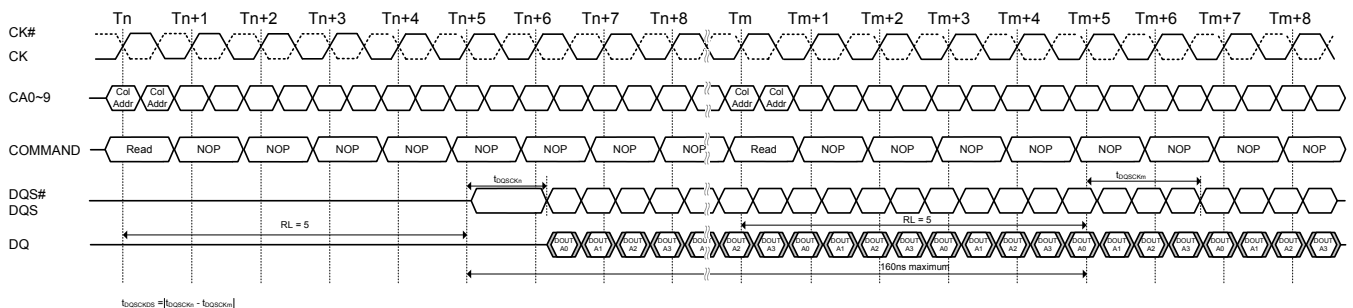 Tn Tn+1 Tn+2 Tn+3 Tn+4 Tn+5 Tn+6 Tn+7 Tn+8 Tm Tm+1 Tm+2 Tm+3 Tm+4 Tm+5 Tm+6 Tm+7 Tm+8
CK#
CK
CA0~9
Col Col Col Col
Addr Addr Addr Addr
COMMAND Read NOP NOP NOP NOP NOP NOP NOP NOP Read NOP NOP NOP NOP NOP NOP NOP NOP
tDQSCKn tDQSCKm
DQS#
DQS
RL = 5 RL = 5
DQ
DOUT DOUT DOUT DOUT DOUT DOUT DOUT DOUT DOUT DOUT DOUT DOUT DOUT DOUT DOUT DOUT DOUT DOUT DOUT DOUT DOUT DOUT
A0 A1 A2 A3 A2 A3 A0 A1 A2 A3 A0 A1 A2 A3 A0 A1 A2 A3 A0 A1 A2 A3
160ns maximum
tDQSCKDS =|tDQSCKn - tDQSCKm|